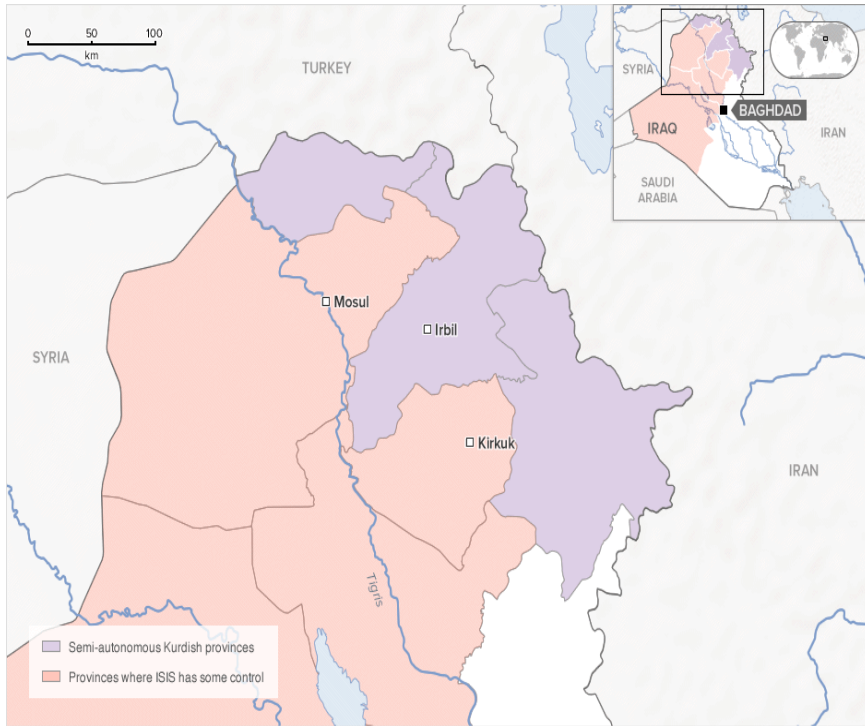 0 50 100
km
TURKEY
SYRIA
BAGHDAD
IRAQ
IRAN
SAUDI
ARABIA
Mosul
Irbil
SYRIA
Kirkuk
IRAN
Tigris
Semi-autonomous Kurdish provinces
Provinces where ISIS has some control